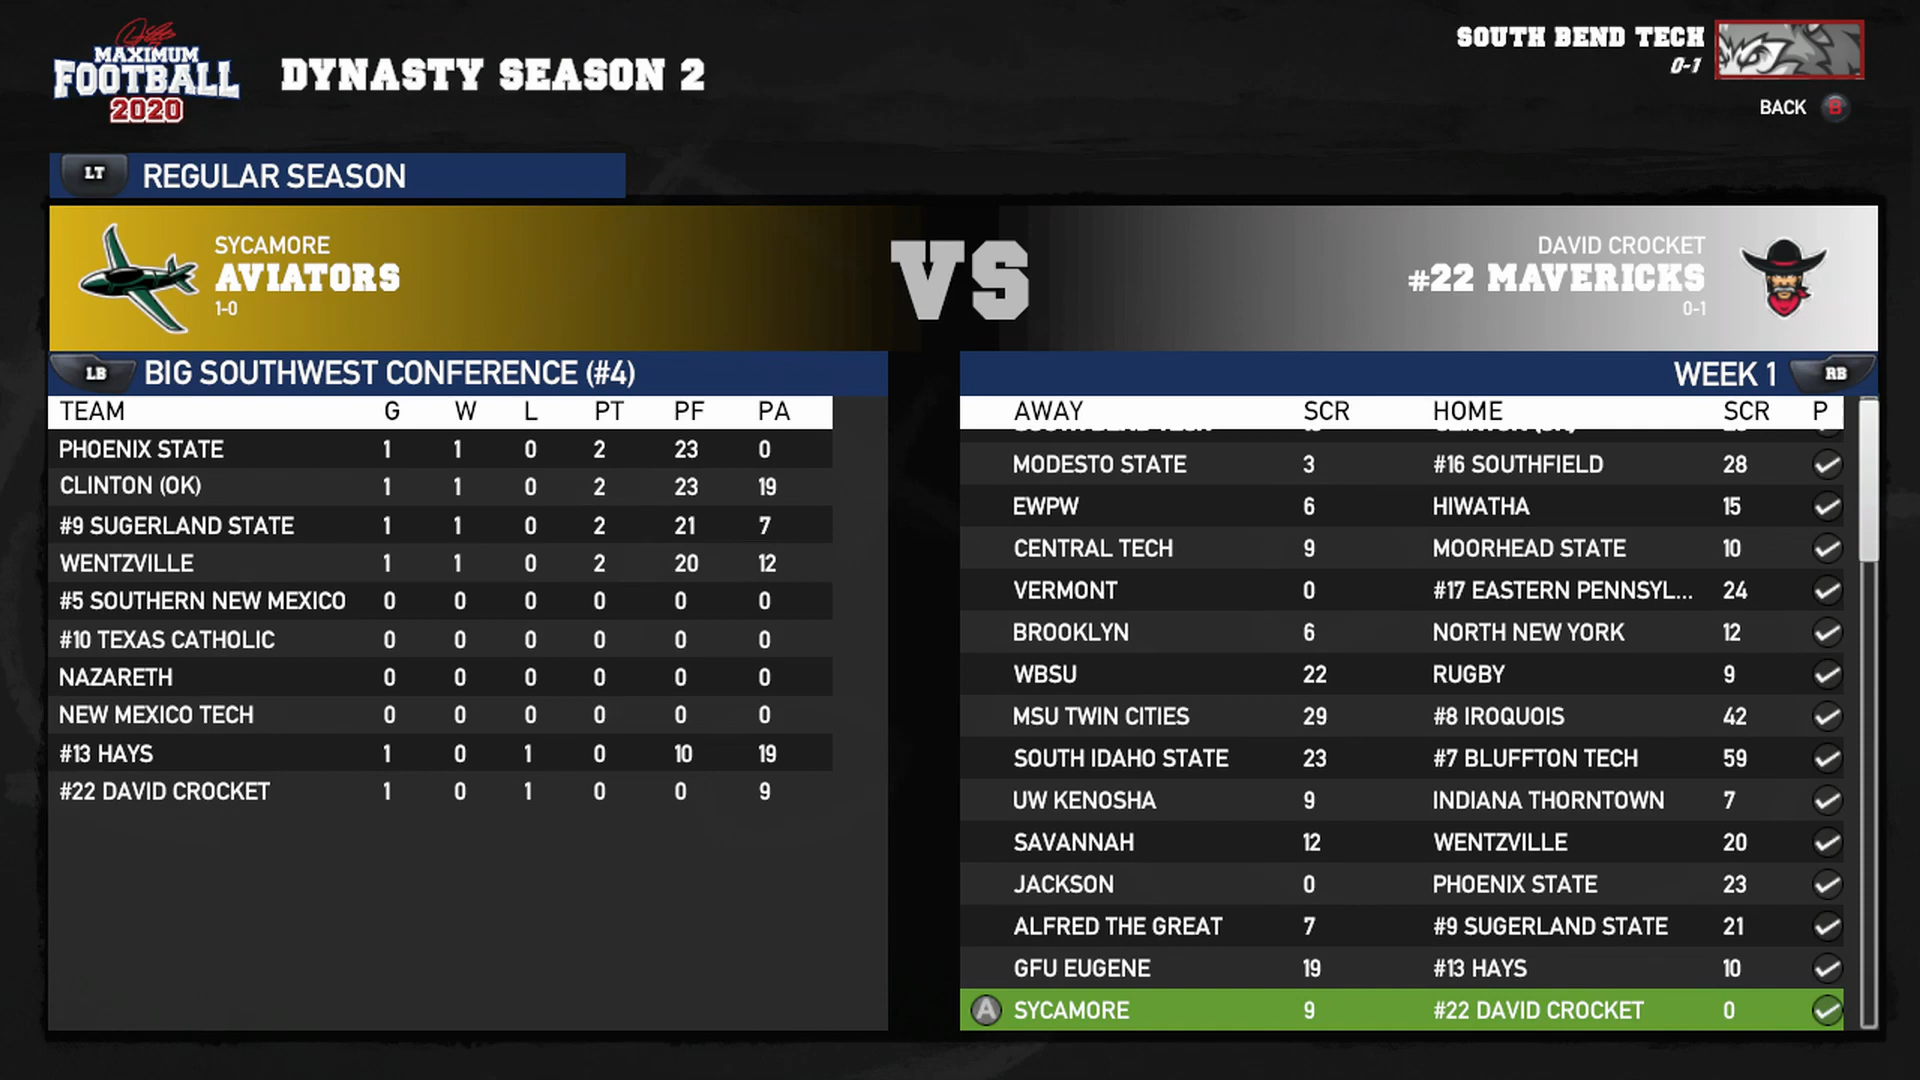 MAXIMUM
FOOTBALL
2020
DYNASTY SEASON 2
SOUTH BEND TECH
0-1
BACK B
LT REGULAR SEASON
SYCAMORE
AVIATORS
1-0
VS
DAVID CROCKET
#22 MAVERICKS
0-1
LB BIG SOUTHWEST CONFERENCE (#4)
TEAM G W L PT PF PA
PHOENIX STATE 1 1 0 2 23 0
CLINTON (OK) 1 1 0 2 23 19
#9 SUGERLAND STATE 1 1 0 2 21 7
WENTZVILLE 1 1 0 2 20 12
#5 SOUTHERN NEW MEXICO 0 0 0 0 0 0
#10 TEXAS CATHOLIC 0 0 0 0 0 0
NAZARETH 0 0 0 0 0 0
NEW MEXICO TECH 0 0 0 0 0 0
#13 HAYS 1 0 1 0 10 19
#22 DAVID CROCKET 1 0 1 0 0 9
WEEK 1 RB
AWAY SCR HOME SCR P
MODESTO STATE 3 #16 SOUTHFIELD 28
EWPW 6 HIWATHA 15
CENTRAL TECH 9 MOORHEAD STATE 10
VERMONT 0 #17 EASTERN PENNSYL... 24
BROOKLYN 6 NORTH NEW YORK 12
WBSU 22 RUGBY 9
MSU TWIN CITIES 29 #8 IROQUOIS 42
SOUTH IDAHO STATE 23 #7 BLUFFTON TECH 59
UW KENOSHA 9 INDIANA THORNTOWN 7
SAVANNAH 12 WENTZVILLE 20
JACKSON 0 PHOENIX STATE 23
ALFRED THE GREAT 7 #9 SUGERLAND STATE 21
GFU EUGENE 19 #13 HAYS 10
A SYCAMORE 9 #22 DAVID CROCKET 0